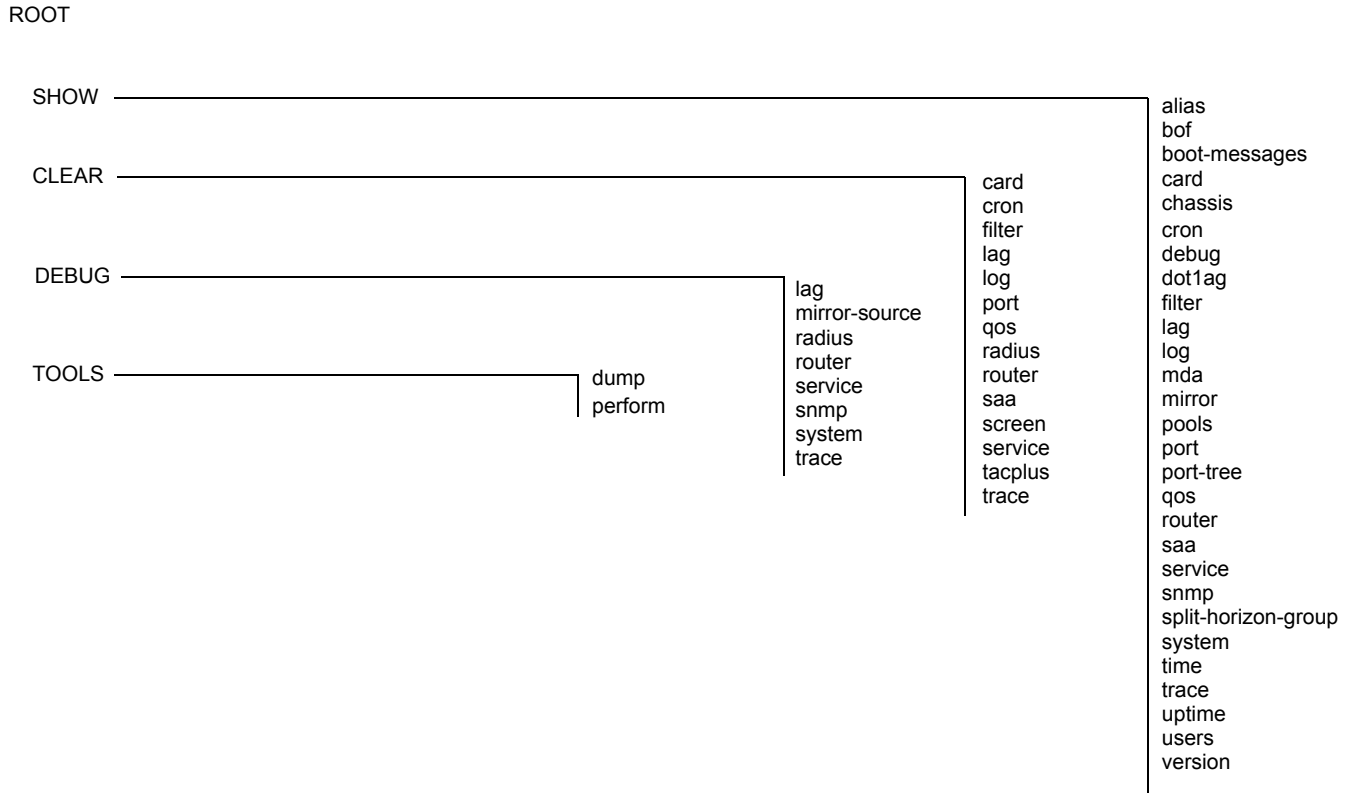 ROOT
SHOW
alias
bof
boot-messages
card
chassis
cron
debug
dot1ag
filter
lag
log
mda
mirror
pools
port
port-tree
qos
router
saa
service
snmp
split-horizon-group
system
time
trace
uptime
users
version
CLEAR
card
cron
filter
lag
log
port
qos
radius
router
saa
screen
service
tacplus
trace
DEBUG
lag
mirror-source
radius
router
service
snmp
system
trace
TOOLS
dump
perform